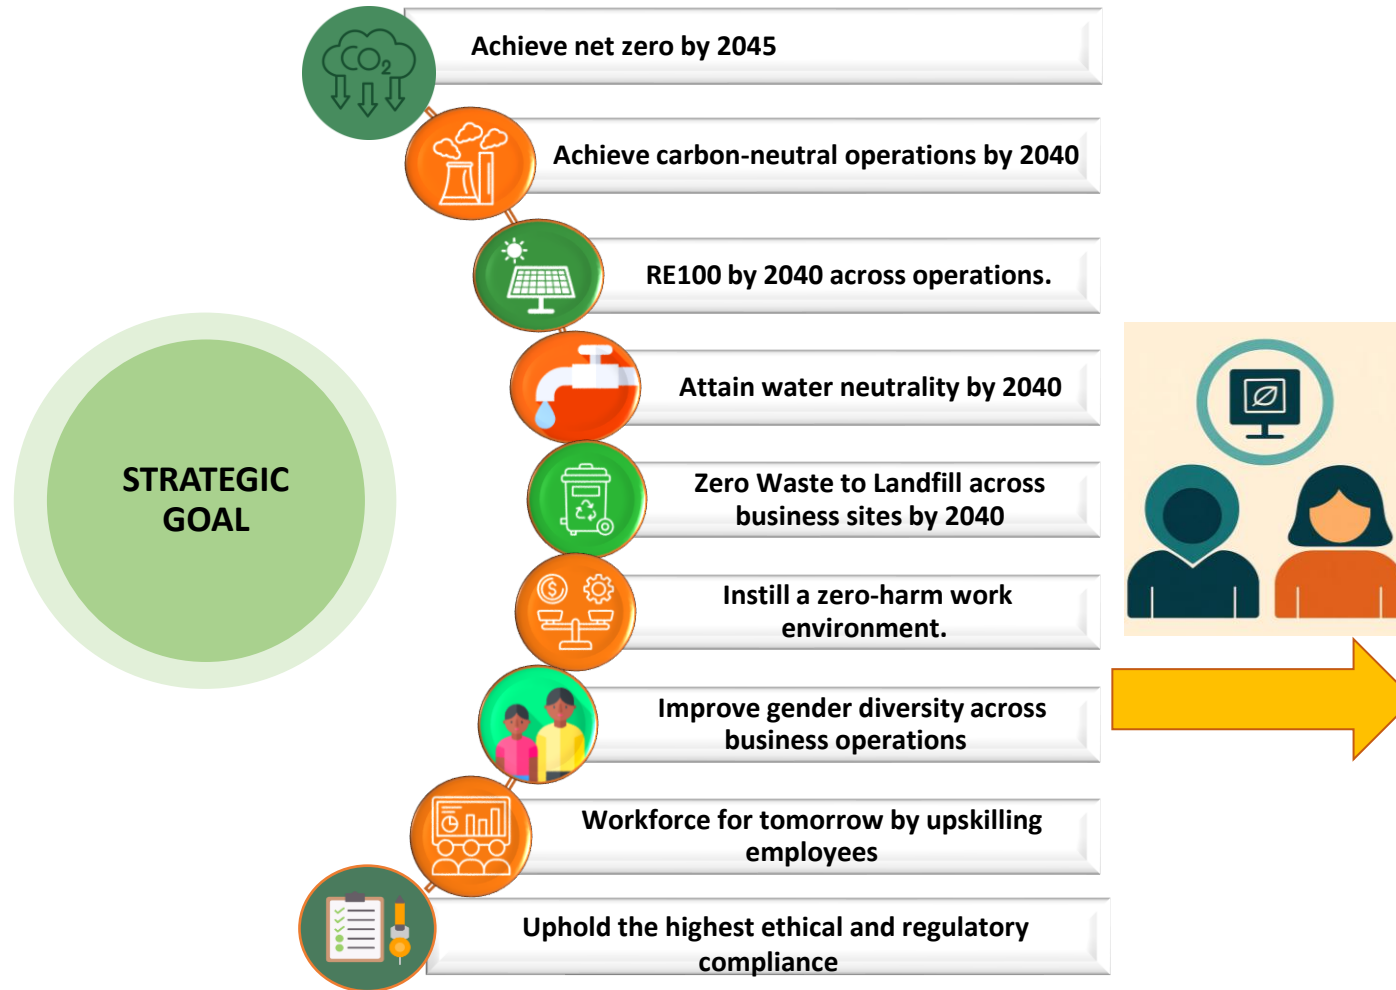 Achieve net zero by 2045
CO2
Achieve carbon-neutral operations by 2040
RE100 by 2040 across operations.
Attain water neutrality by 2040
STRATEGIC
GOAL
Zero Waste to Landfill across
business sites by 2040
$
Instill a zero-harm work
environment.
Improve gender diversity across
business operations
Workforce for tomorrow by upskilling
employees
Uphold the highest ethical and regulatory
compliance